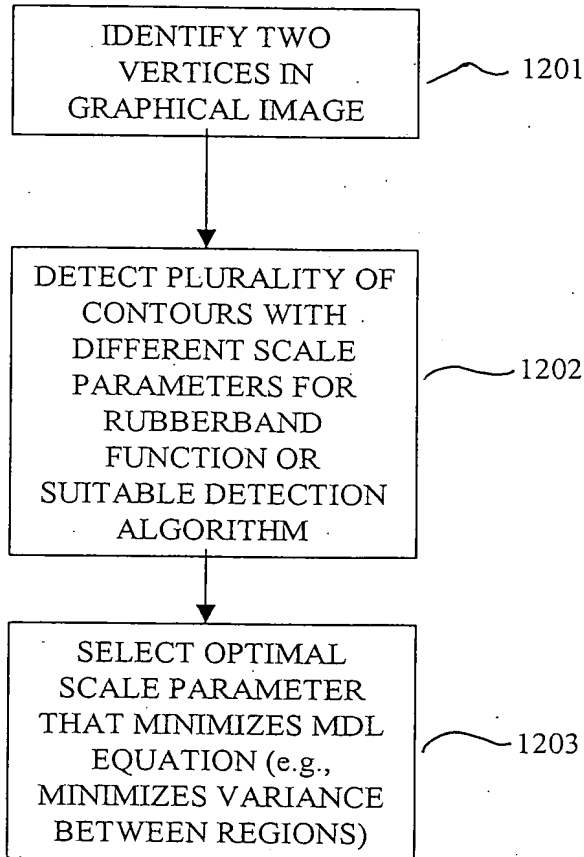 IDENTIFY TWO
VERTICES IN
GRAPHICAL IMAGE
1201
DETECT PLURALITY OF
CONTOURS WITH
DIFFERENT SCALE
PARAMETERS FOR
RUBBERBAND
FUNCTION OR
SUITABLE DETECTION
ALGORITHM
1202
SELECT OPTIMAL
SCALE PARAMETER
THAT MINIMIZES MDL
EQUATION (e.g.,
MINIMIZES VARIANCE
BETWEEN REGIONS)
1203